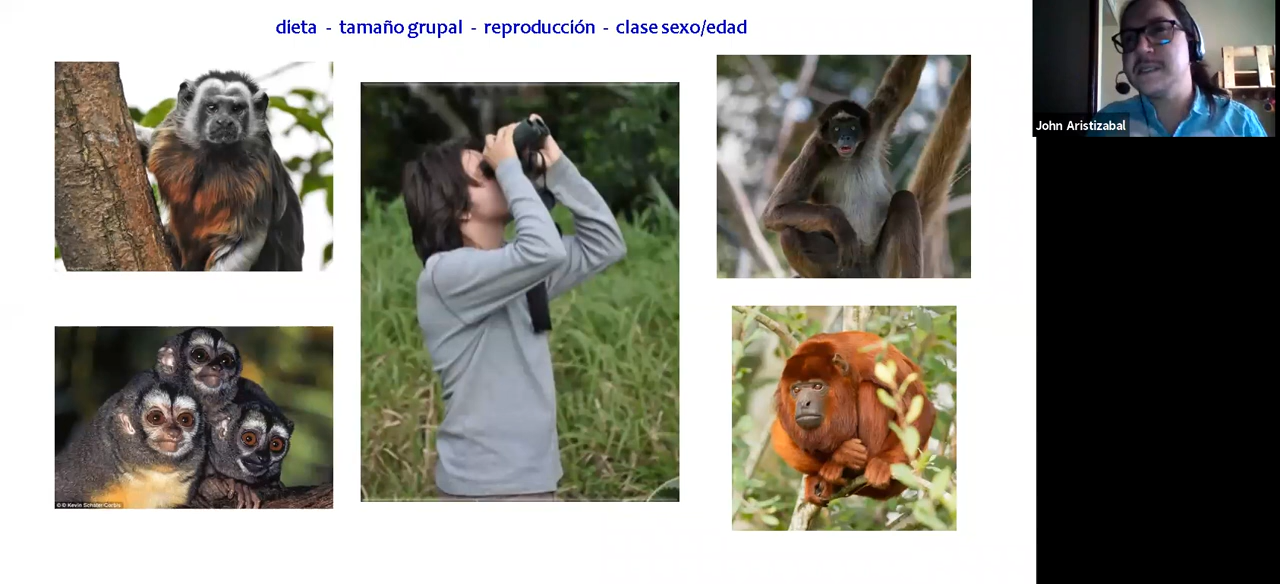 dieta - tamaño grupal - reproducción - clase sexo/edad
John Aristizabal